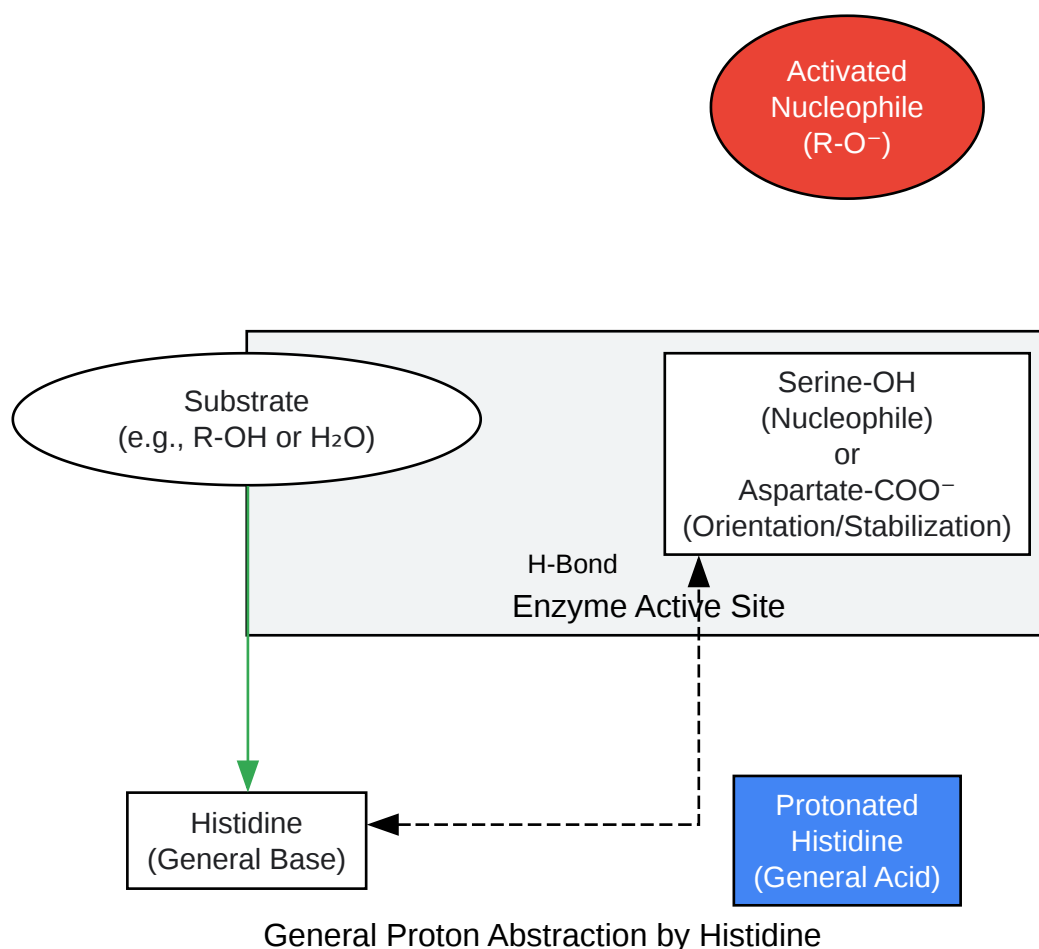 Activated
Nucleophile
(R-O⁻)
Substrate
(e.g., R-OH or H₂O)
Serine-OH
(Nucleophile)
or
Aspartate-COO⁻
(Orientation/Stabilization)
H-Bond
Enzyme Active Site
Histidine
(General Base)
Protonated
Histidine
(General Acid)
General Proton Abstraction by Histidine